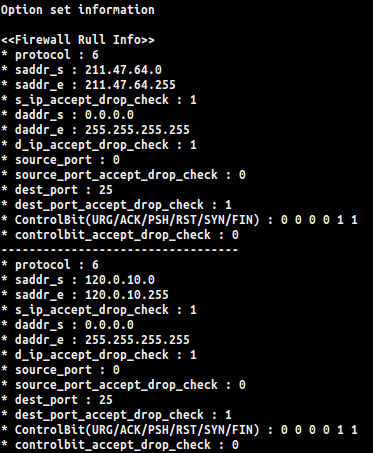 Option set information
<<Firewall Rull Info>>
* protocol : 6
* saddr_s : 211.47.64.0
* saddr_e : 211.47.64.255
* s_ip_accept_drop_check : 1
* daddr_s : 0.0.0.0
* daddr_e : 255.255.255.255
* d_ip_accept_drop_check : 1
* source_port : 0
* source_port_accept_drop_check : 0
* dest_port : 25
* dest_port_accept_drop_check : 1
* ControlBit(URG/ACK/PSH/RST/SYN/FIN) : 0 0 0 0 1 1
* controlbit_accept_drop_check : 0
----------------------------------
* protocol : 6
* saddr_s : 120.0.10.0
* saddr_e : 120.0.10.255
* s_ip_accept_drop_check : 1
* daddr_s : 0.0.0.0
* daddr_e : 255.255.255.255
* d_ip_accept_drop_check : 1
* source_port : 0
* source_port_accept_drop_check : 0
* dest_port : 25
* dest_port_accept_drop_check : 1
* ControlBit(URG/ACK/PSH/RST/SYN/FIN) : 0 0 0 0 1 1
* controlbit_accept_drop_check : 0